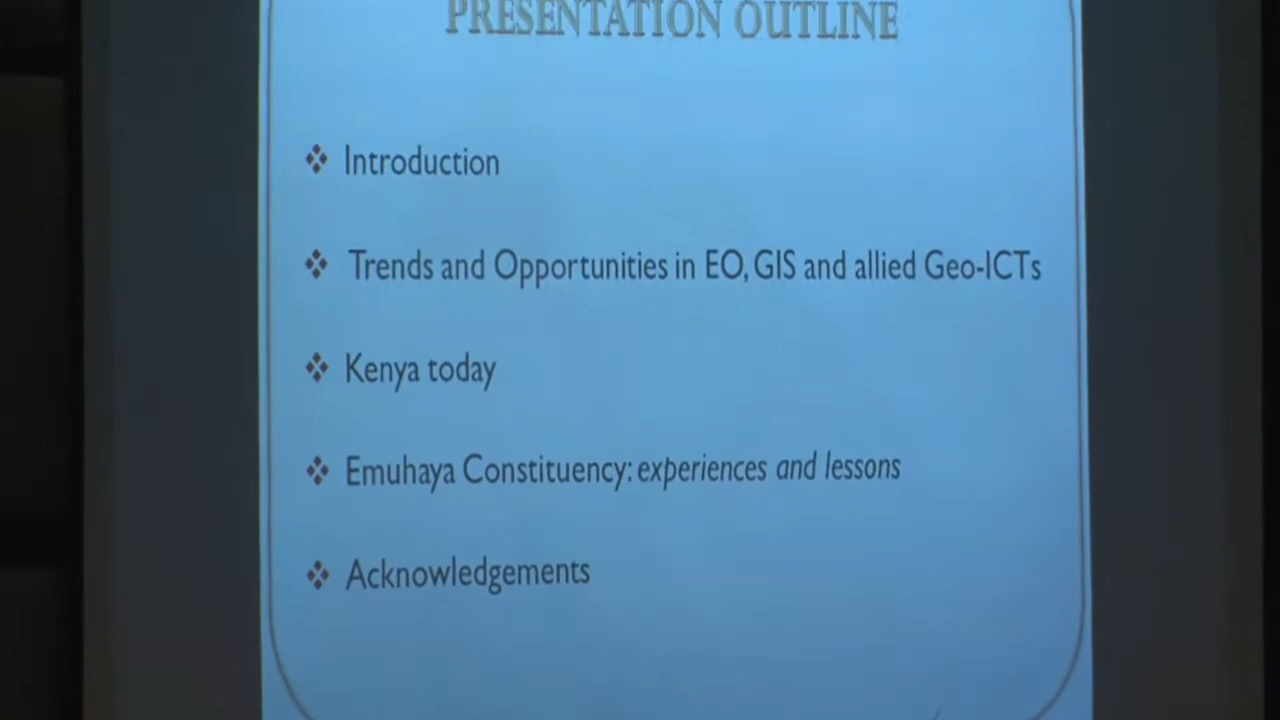 PRESENTATION OUTLINE
Introduction
Trends and Opportunities in EO, GIS and allied Geo-ICTs
Kenya today
Emuhaya Constituency: experiences and lessons
Acknowledgements